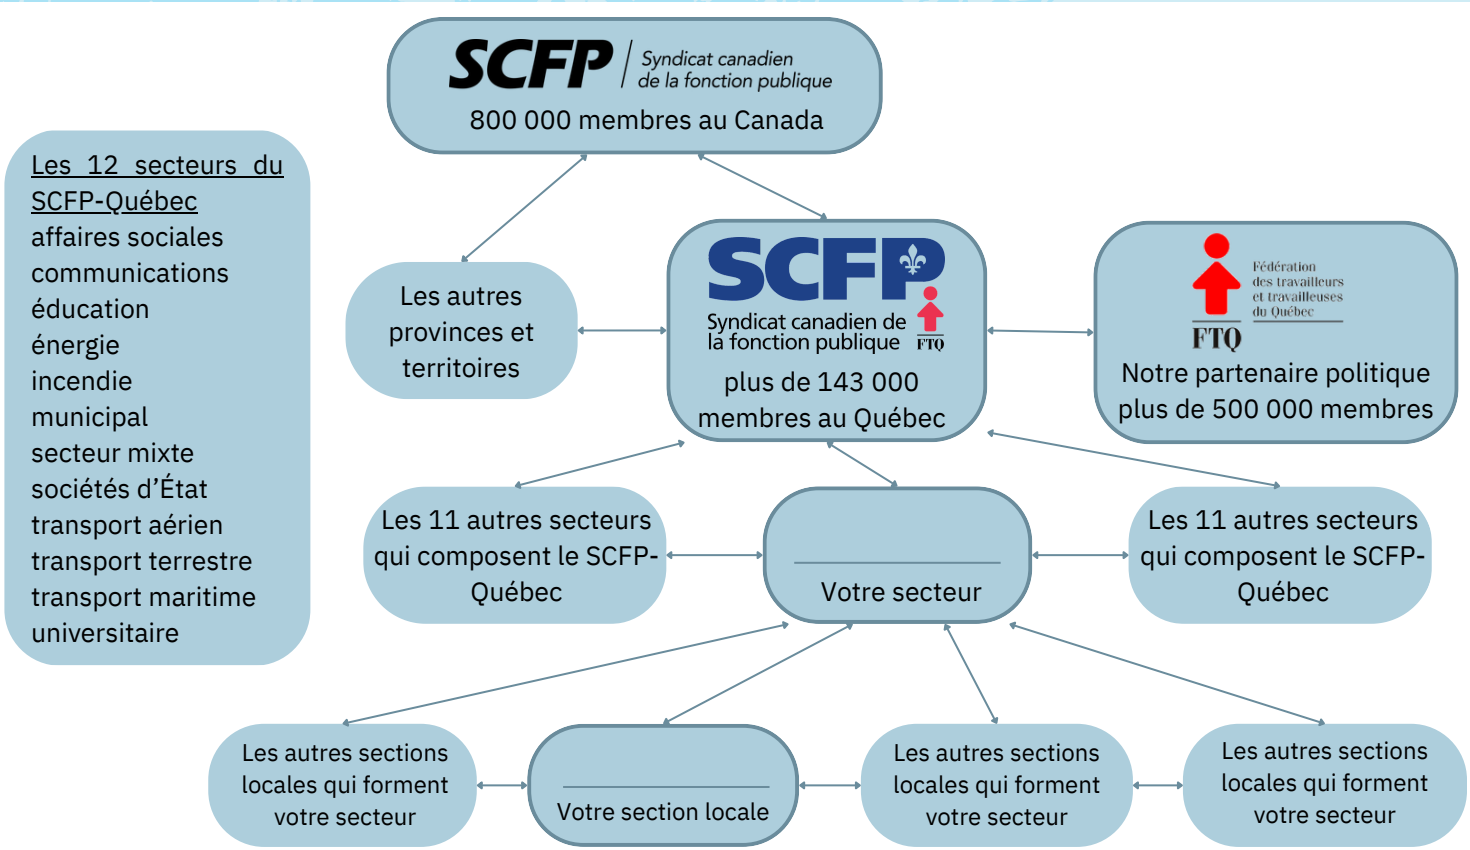 SCFP Syndicat canadien
de la fonction publique
800 000 membres au Canada
Les 12 secteurs du
SCFP-Québec
affaires sociales
communications
éducation
énergie
incendie
municipal
secteur mixte
sociétés d’État
transport aérien
transport terrestre
transport maritime
universitaire
Les autres
provinces et
territoires
SCFP
Syndicat canadien de
la fonction publique
FTQ
plus de 143 000
membres au Québec
Fédération
des travailleurs
et travailleuses
du Québec
FTQ
Notre partenaire politique
plus de 500 000 membres
Les 11 autres secteurs
qui composent le SCFP-
Québec
Votre secteur
Les 11 autres secteurs
qui composent le SCFP-
Québec
Les autres sections
locales qui forment
votre secteur
Votre section locale
Les autres sections
locales qui forment
votre secteur
Les autres sections
locales qui forment
votre secteur